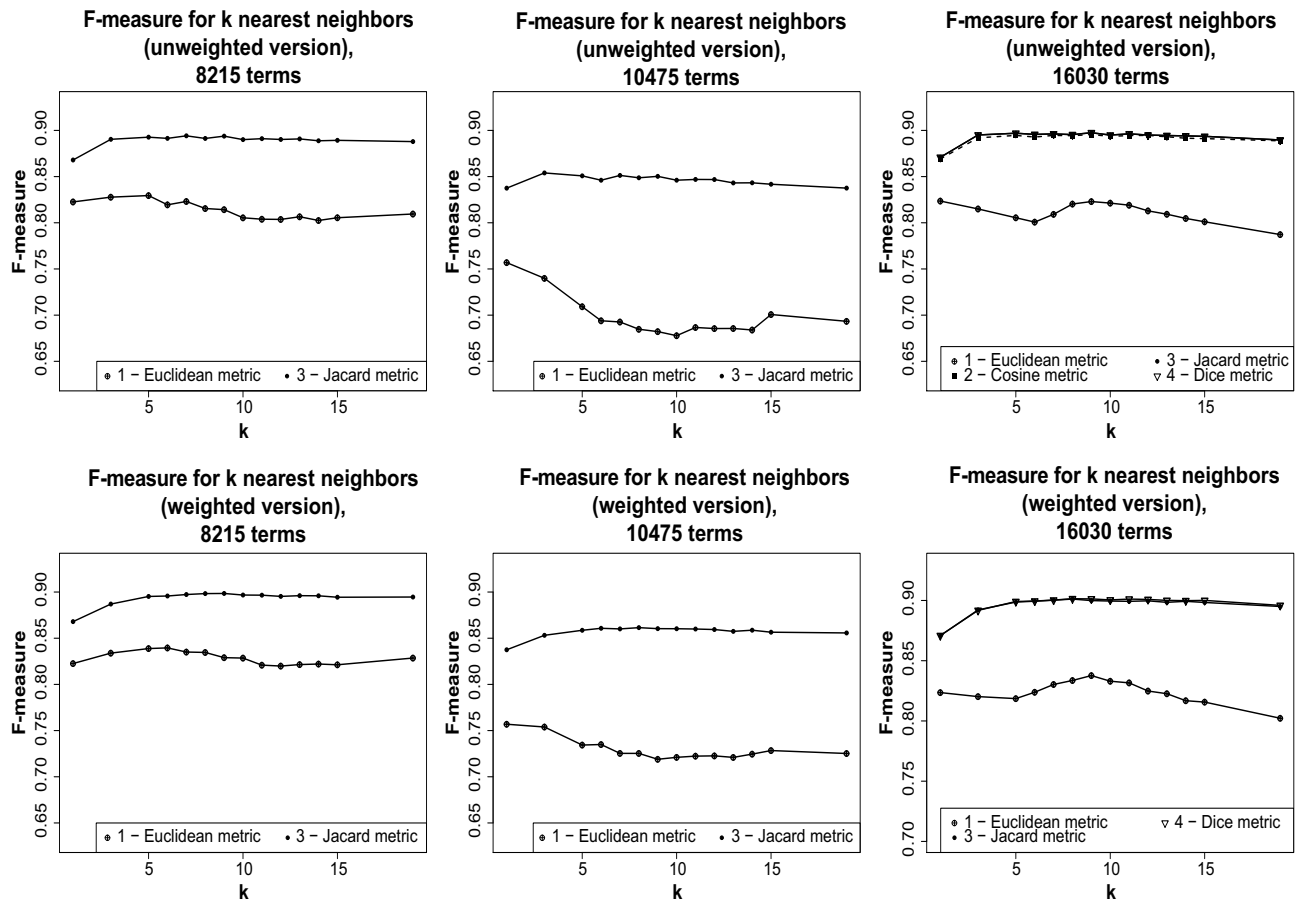 F-measure for k nearest neighbors
(unweighted version),
8215 terms
F-measure
0.90
0.85
0.80
0.75
0.70
0.65
1 − Euclidean metric 3 − Jacard metric
5 10 15
k
F-measure for k nearest neighbors
(unweighted version),
10475 terms
F-measure
0.90
0.85
0.80
0.75
0.70
0.65
1 − Euclidean metric 3 − Jacard metric
5 10 15
k
F-measure for k nearest neighbors
(unweighted version),
16030 terms
F-measure
0.90
0.85
0.80
0.75
0.70
0.65
1 − Euclidean metric 3 − Jacard metric
2 − Cosine metric 4 − Dice metric
5 10 15
k
F-measure for k nearest neighbors
(weighted version),
8215 terms
F-measure
0.90
0.85
0.80
0.75
0.70
0.65
1 − Euclidean metric 3 − Jacard metric
5 10 15
k
F-measure for k nearest neighbors
(weighted version),
10475 terms
F-measure
0.90
0.85
0.80
0.75
0.70
0.65
1 − Euclidean metric 3 − Jacard metric
5 10 15
k
F-measure for k nearest neighbors
(weighted version),
16030 terms
F-measure
0.90
0.85
0.80
0.75
0.70
1 − Euclidean metric 4 − Dice metric
3 − Jacard metric
5 10 15
k